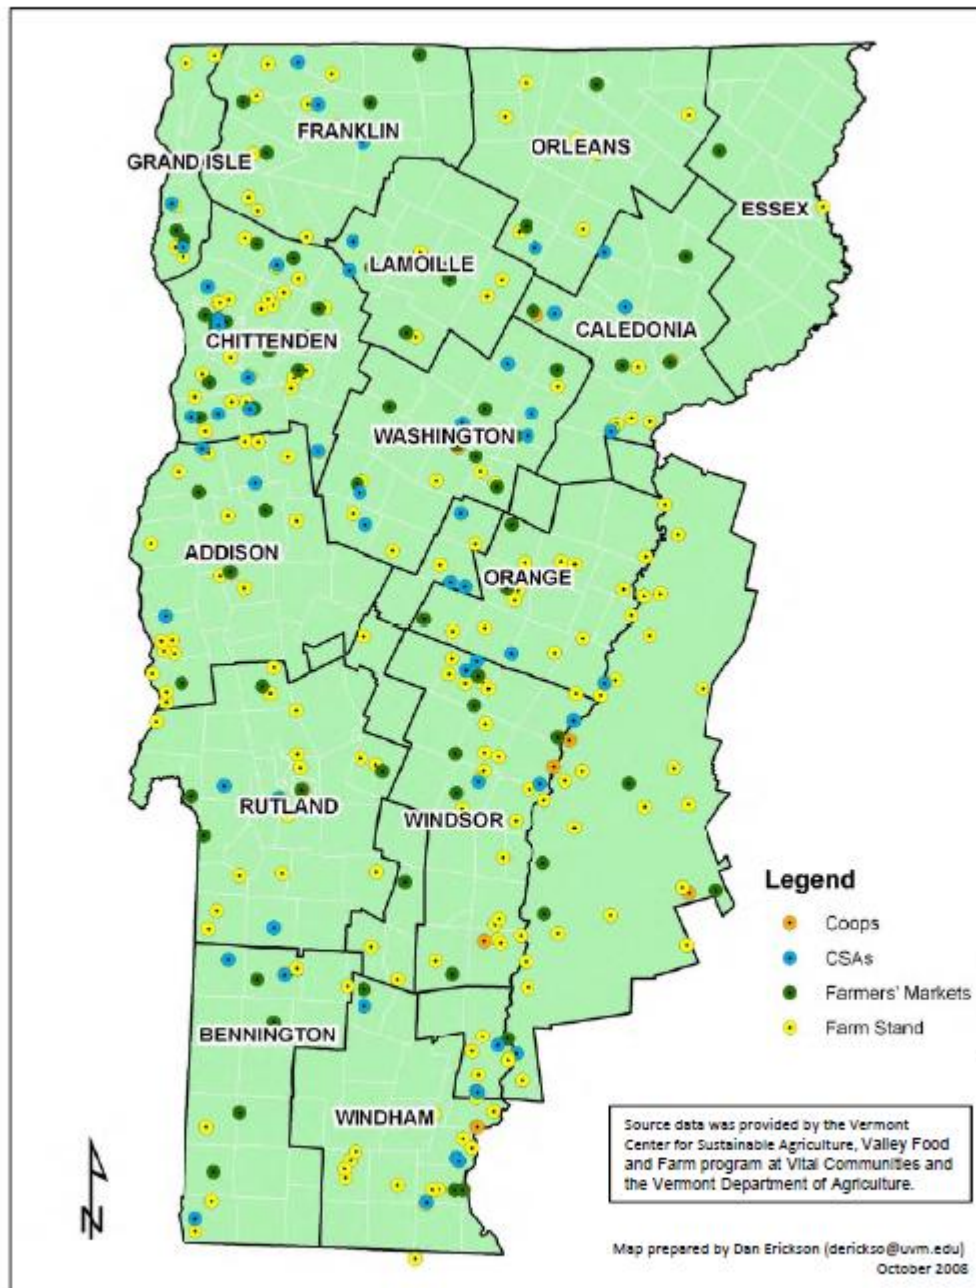 FRANKLIN
ORLEANS
GRAND ISLE
ESSEX
LAMOILLE
CALEDONIA
CHITTENDEN
WASHINGTON
ADDISON
ORANGE
RUTLAND
WINDSOR
Legend
Coops
CSAs
Farmers' Markets
Farm Stand
BENNINGTON
WINDHAM
Source data was provided by the Vermont
Center for Sustainable Agriculture, Valley Food
and Farm program at Vital Communities and
the Vermont Department of Agriculture.
N
Map prepared by Dan Erickson (derickso@uvm.edu)
October 2008